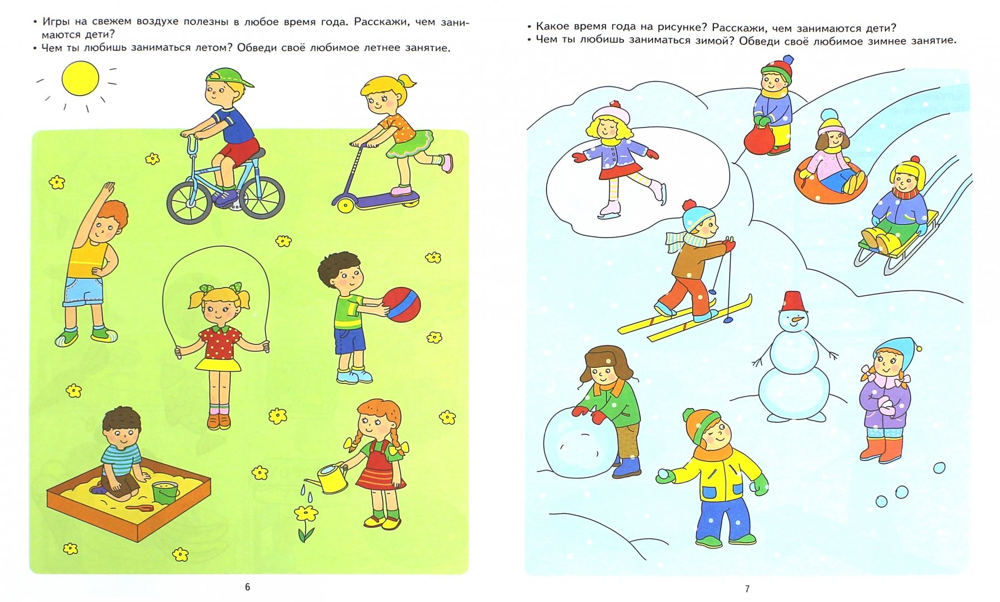 • Игры на свежем воздухе полезны в любое время года. Расскажи, чем зани-
маются дети?
• Чем ты любишь заниматься летом? Обведи своё любимое летнее занятие.
6
• Какое время года на рисунке? Расскажи, чем занимаются дети?
• Чем ты любишь заниматься зимой? Обведи своё любимое зимнее занятие.
7